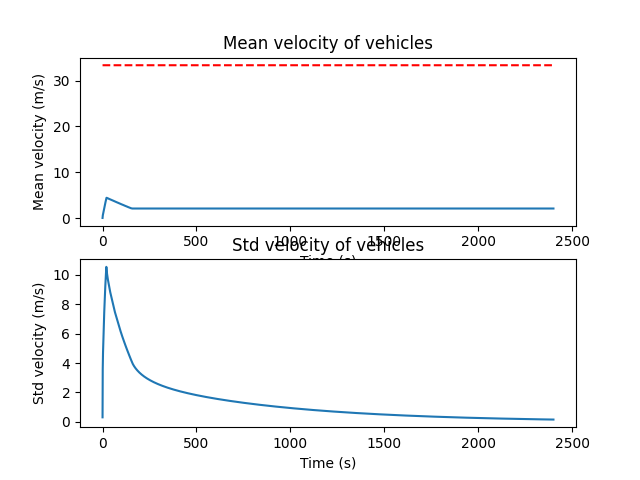 Mean velocity of vehicles
Mean velocity (m/s)
30
20
10
0
0 500 1000 1500 2000 2500
Time (s)
Std velocity of vehicles
Std velocity (m/s)
10
8
6
4
2
0
0 500 1000 1500 2000 2500
Time (s)